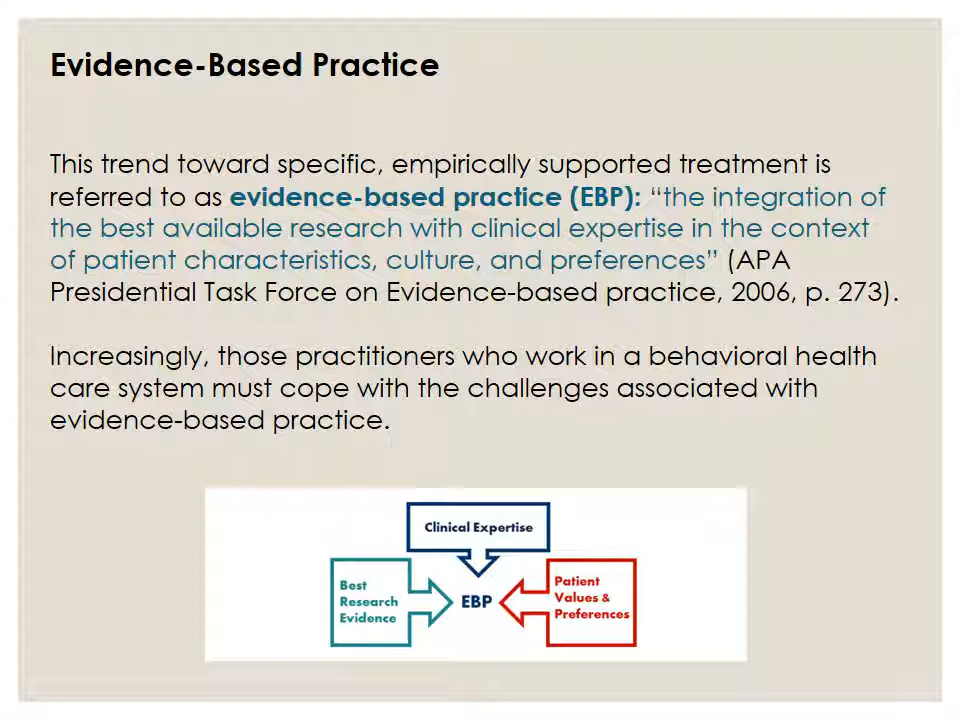 Evidence-Based Practice
This trend toward specific, empirically supported treatment is
referred to as evidence-based practice (EBP): “the integration of
the best available research with clinical expertise in the context
of patient characteristics, culture, and preferences” (APA
Presidential Task Force on Evidence-based practice, 2006, p. 273).
Increasingly, those practitioners who work in a behavioral health
care system must cope with the challenges associated with
evidence-based practice.
Clinical Expertise
Best
Research
Evidence
EBP
Patient
Values &
Preferences